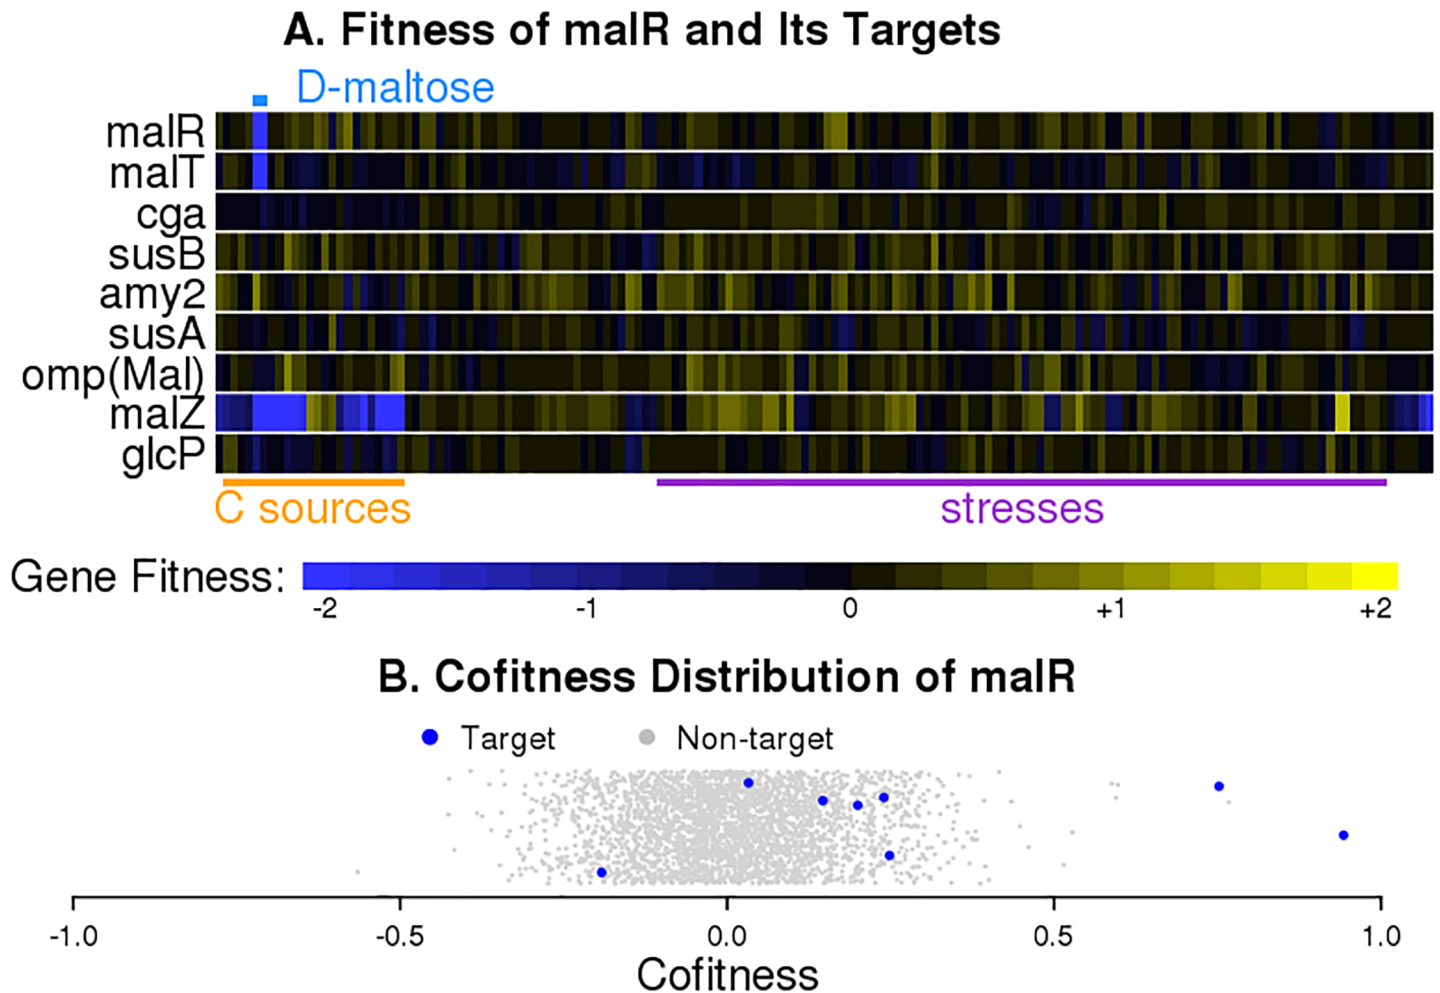 A. Fitness of malR and Its Targets
D-maltose
malR
malT
cga
susB
amy2
susA
omp(Mal)
malZ
glcP
C sources
stresses
Gene Fitness:
-2 -1 0 +1 +2
B. Cofitness Distribution of malR
Target Non-target
-1.0 -0.5 0.0 0.5 1.0
Cofitness